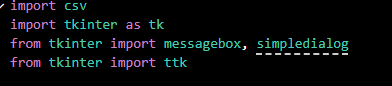 import csv
import tkinter as tk
from tkinter import messagebox, simpledialog
from tkinter import ttk